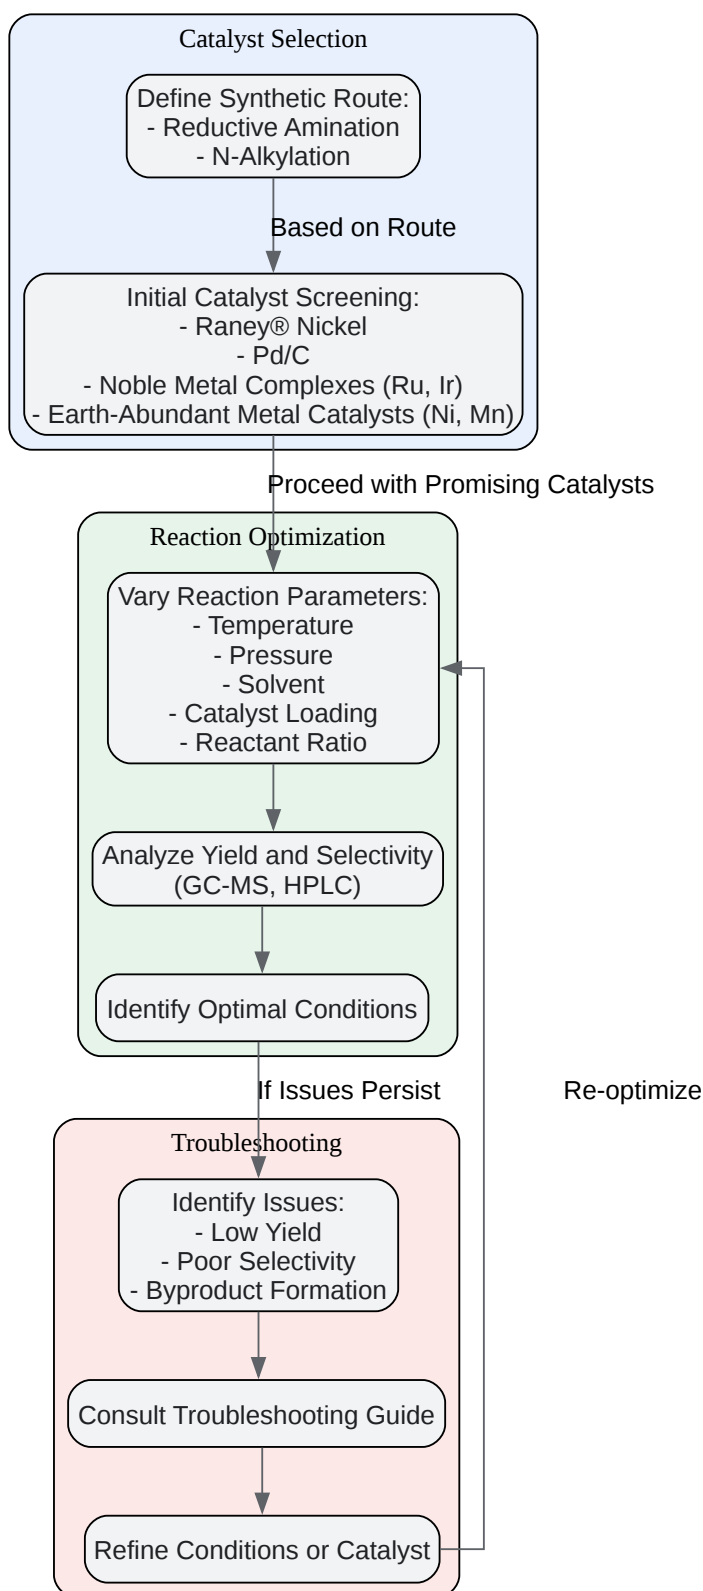 Catalyst Selection
Define Synthetic Route:
- Reductive Amination
- N-Alkylation
Based on Route
Initial Catalyst Screening:
- Raney® Nickel
- Pd/C
- Noble Metal Complexes (Ru, Ir)
- Earth-Abundant Metal Catalysts (Ni, Mn)
Proceed with Promising Catalysts
Reaction Optimization
Vary Reaction Parameters:
- Temperature
- Pressure
- Solvent
- Catalyst Loading
- Reactant Ratio
Analyze Yield and Selectivity
(GC-MS, HPLC)
Identify Optimal Conditions
If Issues Persist
Re-optimize
Troubleshooting
Identify Issues:
- Low Yield
- Poor Selectivity
- Byproduct Formation
Consult Troubleshooting Guide
Refine Conditions or Catalyst